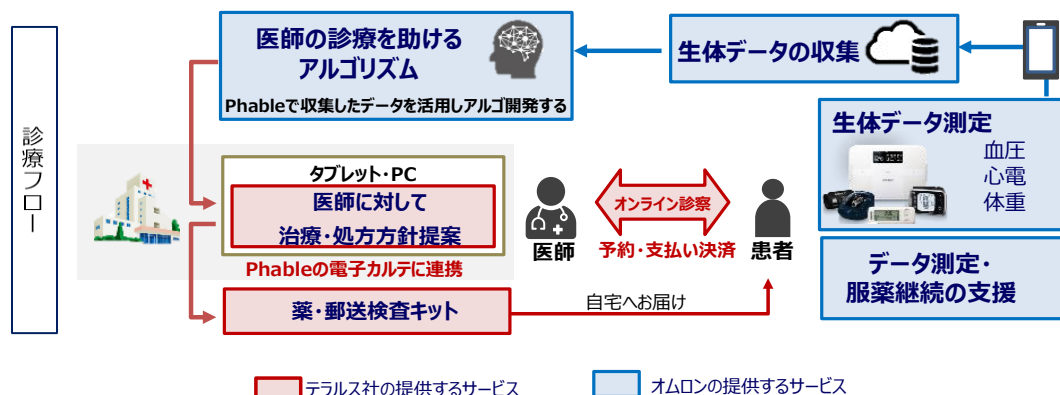 診療フロー
医師の診療を助ける
アルゴリズム
Phableで収集したデータを活用しアルゴ開発する
生体データの収集
生体データ測定
血圧
心電
体重
タブレット・PC
医師に対して
治療・処方方針提案
Phableの電子カルテに連携
医師
オンライン診察
予約・支払い決済
患者
データ測定・
服薬継続の支援
薬・郵送検査キット
自宅へお届け
テラルス社の提供するサービス
オムロンの提供するサービス